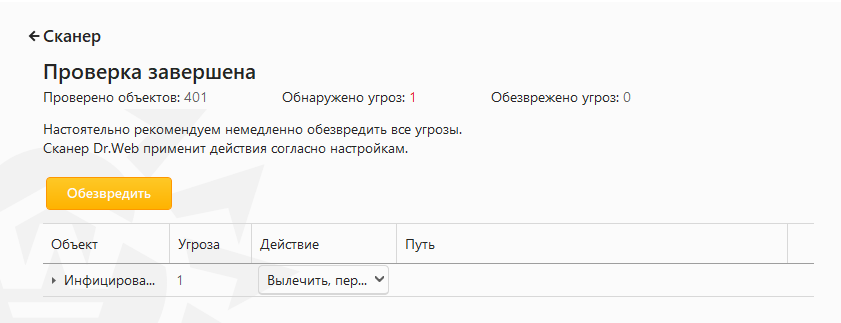 Сканер
Проверка завершена
Проверено объектов: 401 Обнаружено угроз: 1 Обезврежено угроз: 0
Настоятельно рекомендуем немедленно обезвредить все угрозы.
Сканер Dr.Web применит действия согласно настройкам.
Обезвредить
Объект Угроза Действие Путь
Инфицирова... 1 Вылечить, пер...